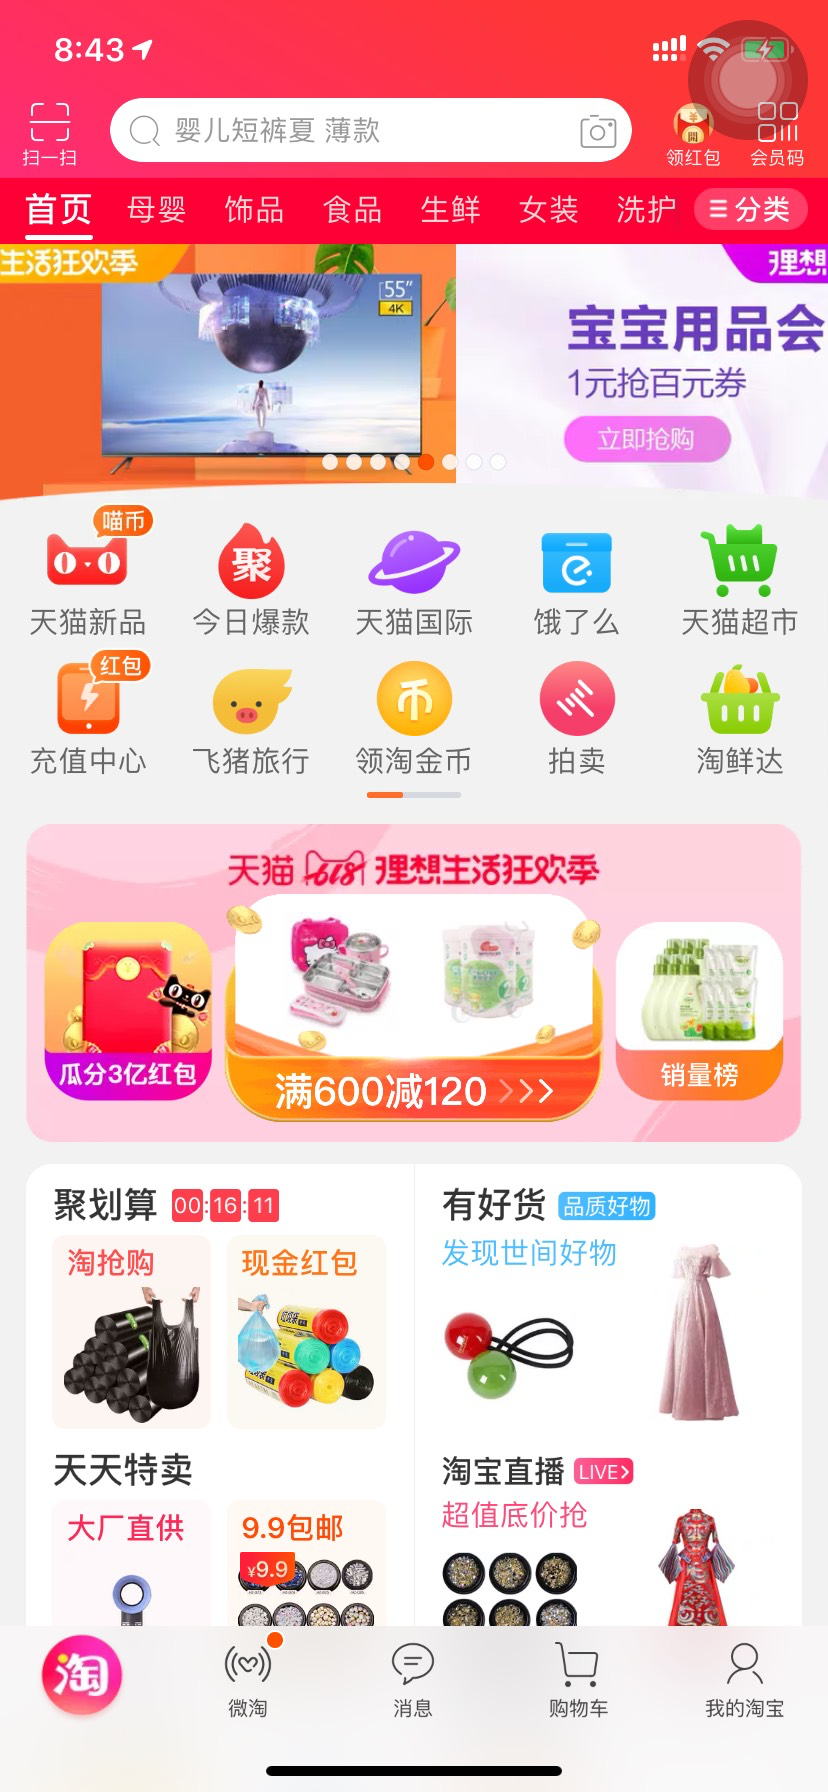 8:43
婴儿短裤夏 薄款
扫一扫
領红包
会员码
首页 母婴 饰品 食品 生鲜 女装 洗护 分类
生活狂欢季
55"
4K
理想
宝宝用品会
1元抢百元券
立即抢购
喵币
聚
天猫新品 今日爆款 天猫国际 饿了么 天猫超市
红包
币
充值中心 飞猪旅行 领淘金币 拍卖 淘鲜达
天猫 618 理想生活狂欢季
瓜分3亿红包
满600减120 >>>
销量榜
聚划算 00:16:11
有好货 品质好物
淘抢购 现金红包
发现世间好物
天天特卖
淘宝直播 LIVE>
大厂直供 9.9包邮
超值底价抢
¥9.9
淘
微淘
消息
购物车
我的淘宝